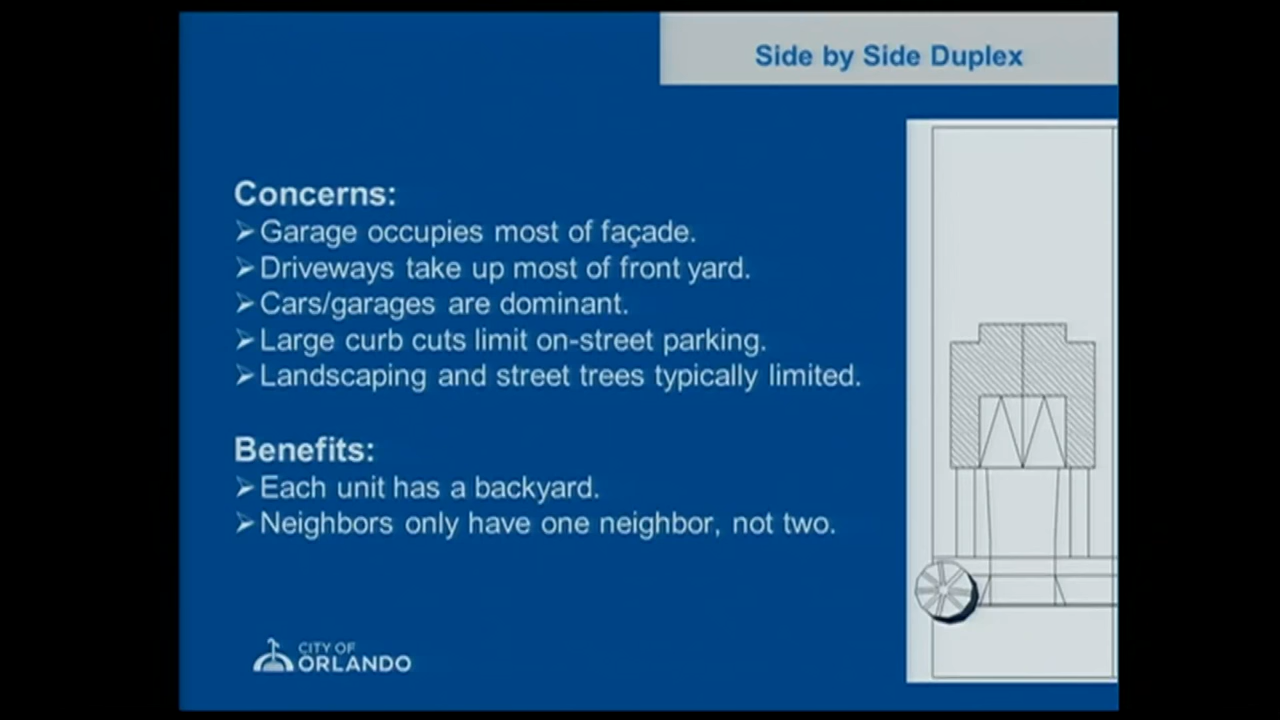 Side by Side Duplex
Concerns:
➢Garage occupies most of façade.
➢Driveways take up most of front yard.
➢Cars/garages are dominant.
➢Large curb cuts limit on-street parking.
➢Landscaping and street trees typically limited.
Benefits:
➢Each unit has a backyard.
➢Neighbors only have one neighbor, not two.
CITY OF
ORLANDO